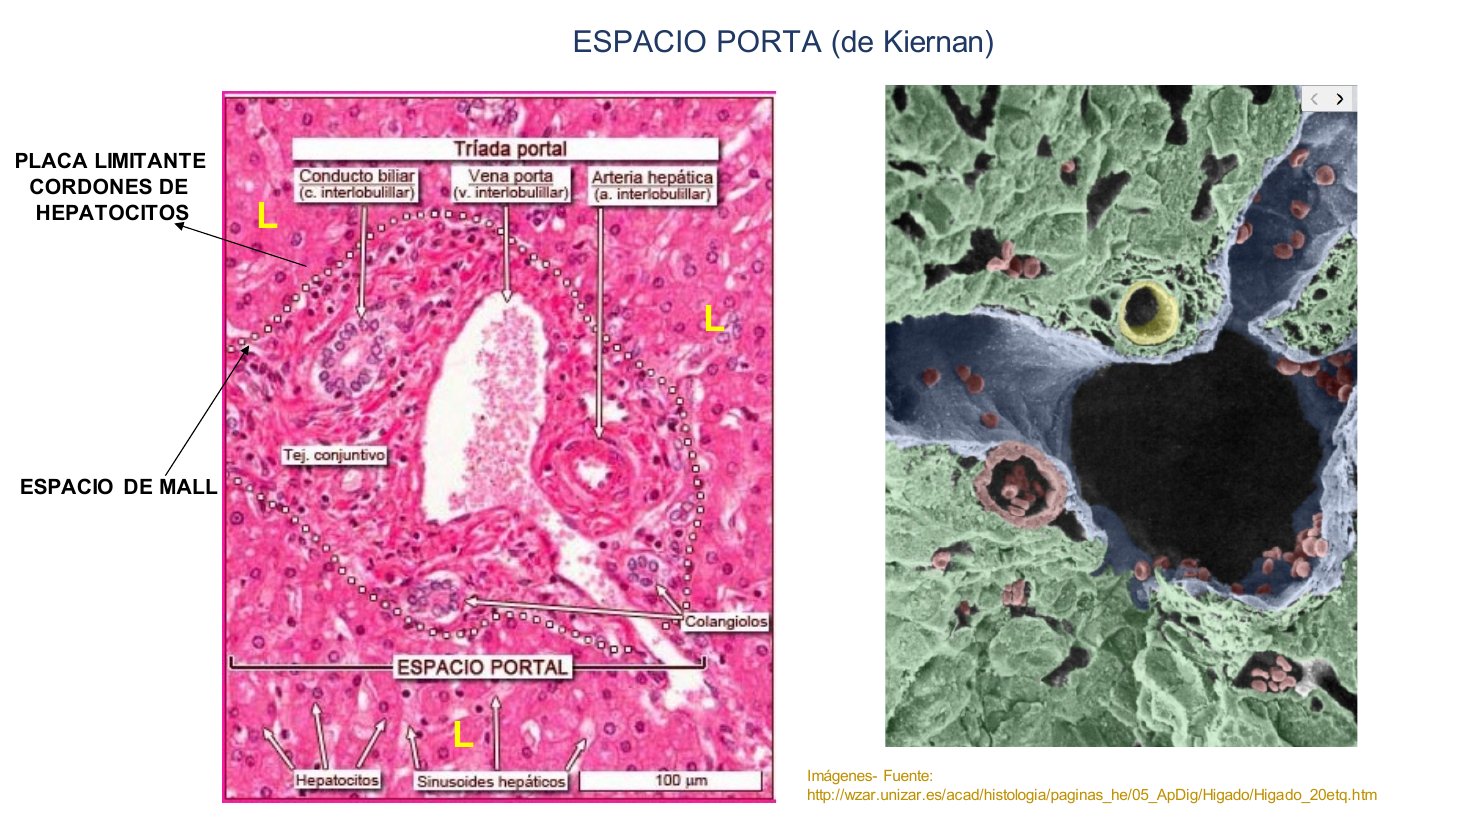 ESPACIO PORTA (de Kiernan)
PLACA LIMITANTE
CORDONES DE
HEPATOCITOS
ESPACIO DE MALL
Tríada portal
Conducto biliar
(c. interlobulillar)
Vena porta
(v. interlobulillar)
Arteria hepática
(a. interlobulillar)
L
L
Tej. conjuntivo
Colangiolos
ESPACIO PORTAL
L
Hepatocitos
Sinusoides hepáticos
100 µm
Imágenes- Fuente:
http://wzar.unizar.es/acad/histologia/paginas_he/05_ApDig/Higado/Higado_20etq.htm